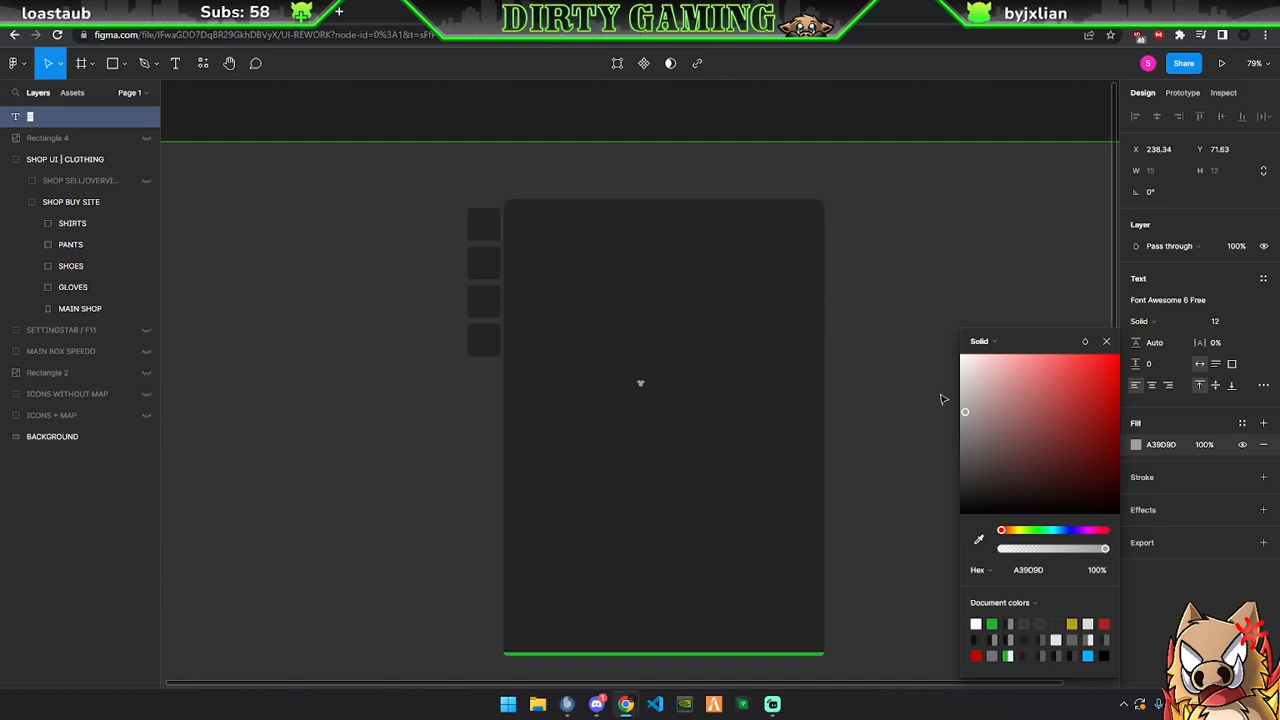 loastaub
Subs: 58
+
DIRTY GAMING
byjxlian
figma.com/file/IFwaGDD7DqBR29GkhDBVyX/UI-REWORK?node-id=0%3A1&t=sFf
40
Share
79%
Layers
Assets
Page 1
Design
Prototype
Inspect
T
Rectangle 4
SHOP UI | CLOTHING
SHOP SELL/OVERVI...
SHOP BUY SITE
SHIRTS
PANTS
SHOES
GLOVES
MAIN SHOP
SETTINGSTAB / F11
MAIN BOX SPEEDO
Rectangle 2
ICONS WITHOUT MAP
ICONS + MAP
BACKGROUND
X 238.34 Y 71.63
W 15 H 12
0°
Layer
Pass through 100%
Text
Font Awesome 6 Free
Solid 12
Auto |A| 0%
0
Fill
A39D9D 100%
Stroke
Effects
Export
Solid
Hex A39D9D 100%
Document colors